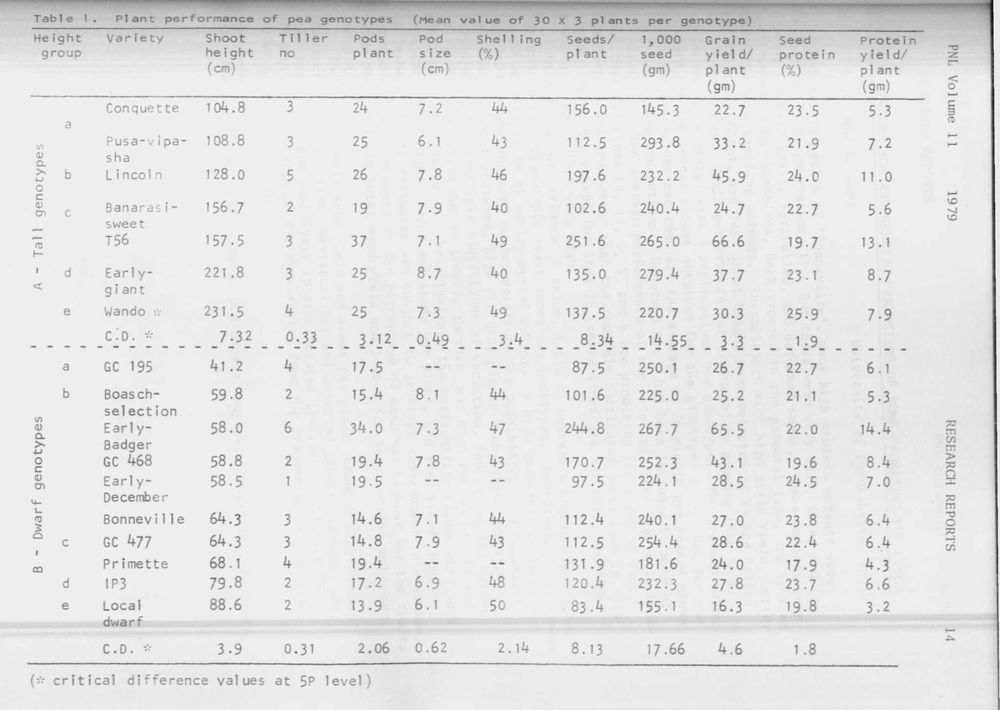 Table 1. Plant performance of pea genotypes (Mean value of 30 X 3 plants per genotype)
Height Variety Shoot Tiller Pods Pod Shelling Seeds/ 1,000 Grain Seed Protein
group height no plant size (%) plant seed yield/ protein yield/
(cm) (cm) (gm) plant (%) plant
(gm) (gm)
A - Tall genotypes
Conquette 104.8 3 24 7.2 44 156.0 145.3 22.7 23.5 5.3
a
Pusa-vipa- 108.8 3 25 6.1 43 112.5 293.8 33.2 21.9 7.2
sha
b Lincoln 128.0 5 26 7.8 46 197.6 232.2 45.9 24.0 11.0
c Banarasi- 156.7 2 19 7.9 40 102.6 240.4 24.7 22.7 5.6
sweet
T56 157.5 3 37 7.1 49 251.6 265.0 66.6 19.7 13.1
d Early- 221.8 3 25 8.7 40 135.0 279.4 37.7 23.1 8.7
giant
e Wando * 231.5 4 25 7.3 49 137.5 220.7 30.3 25.9 7.9
C.D. * 7.32 0.33 3.12 0.49 3.4 8.34 14.55 3.3 1.9
B - Dwarf genotypes
a GC 195 41.2 4 17.5 -- -- 87.5 250.1 26.7 22.7 6.1
b Boasch- 59.8 2 15.4 8.1 44 101.6 225.0 25.2 21.1 5.3
selection
Early- 58.0 6 34.0 7.3 47 244.8 267.7 65.5 22.0 14.4
Badger
GC 468 58.8 2 19.4 7.8 43 170.7 252.3 43.1 19.6 8.4
Early- 58.5 1 19.5 -- -- 97.5 224.1 28.5 24.5 7.0
December
Bonneville 64.3 3 14.6 7.1 44 112.4 240.1 27.0 23.8 6.4
c GC 477 64.3 3 14.8 7.9 43 112.5 254.4 28.6 22.4 6.4
Primette 68.1 4 19.4 -- -- 131.9 181.6 24.0 17.9 4.3
d IP3 79.8 2 17.2 6.9 48 120.4 232.3 27.8 23.7 6.6
e Local 88.6 2 13.9 6.1 50 83.4 155.1 16.3 19.8 3.2
dwarf
C.D. * 3.9 0.31 2.06 0.62 2.14 8.13 17.66 4.6 1.8
(* critical difference values at 5P level)
PNL Volume 11 1979 RESEARCH REPORTS 14